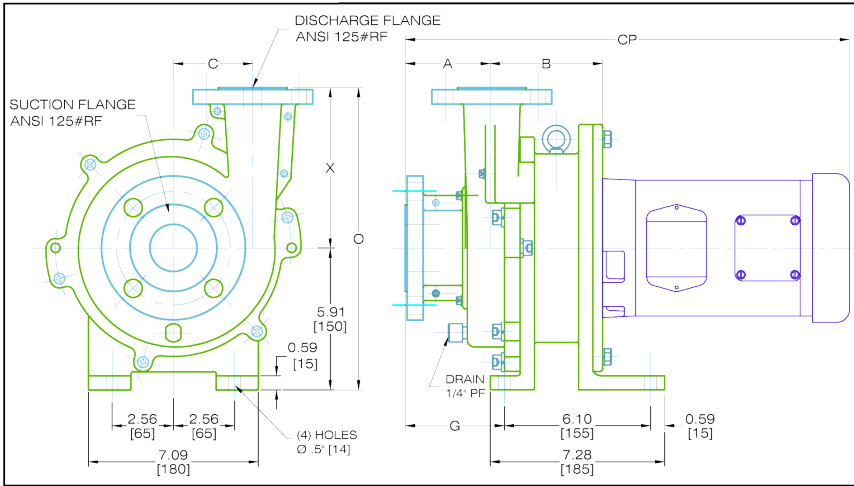 DISCHARGE FLANGE
ANSI 125#RF
CP
C
A
B
SUCTION FLANGE
ANSI 125#RF
X
O
5.91
[150]
0.59
[15]
DRAIN
1/4" PF
2.56
[65]
2.56
[65]
(4) HOLES
Ø .5" [14]
7.09
[180]
G
6.10
[155]
0.59
[15]
7.28
[185]